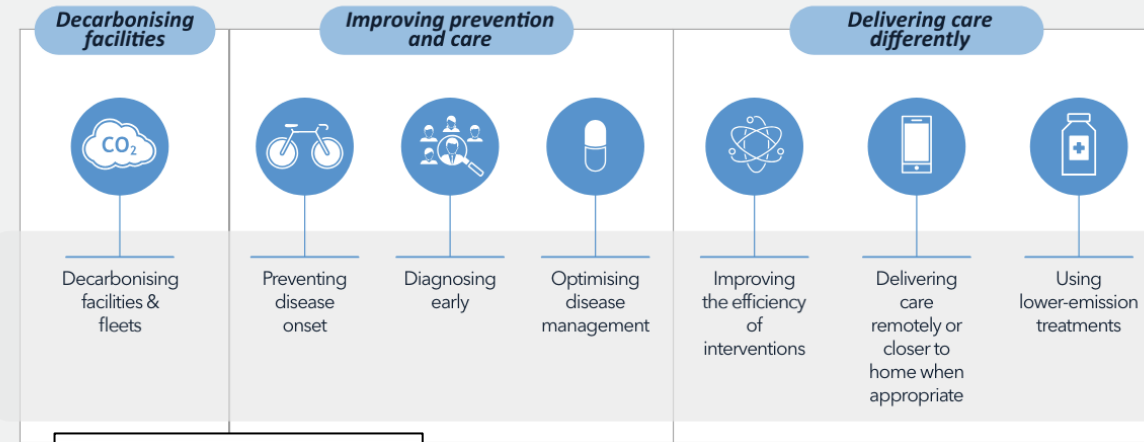 Decarbonising
facilities
Improving prevention
and care
Delivering care
differently
CO₂
Decarbonising
facilities &
fleets
Preventing
disease
onset
Diagnosing
early
Optimising
disease
management
Improving
the efficiency
of
interventions
Delivering
care
remotely or
closer to
home when
appropriate
Using
lower-emission
treatments